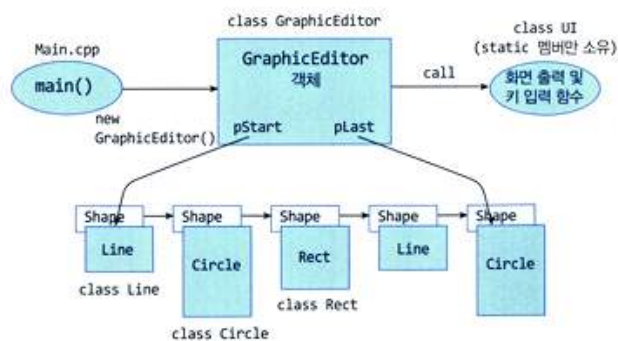 class GraphicEditor
class UI
(static 멤버만 소유)
Main.cpp
main()
GraphicEditor
객체
call
화면 출력 및
키 입력 함수
new
GraphicEditor()
pStart
pLast
Shape
Shape
Shape
Shape
Shape
Line
Circle
Rect
Line
Circle
class Line
class Rect
class Circle